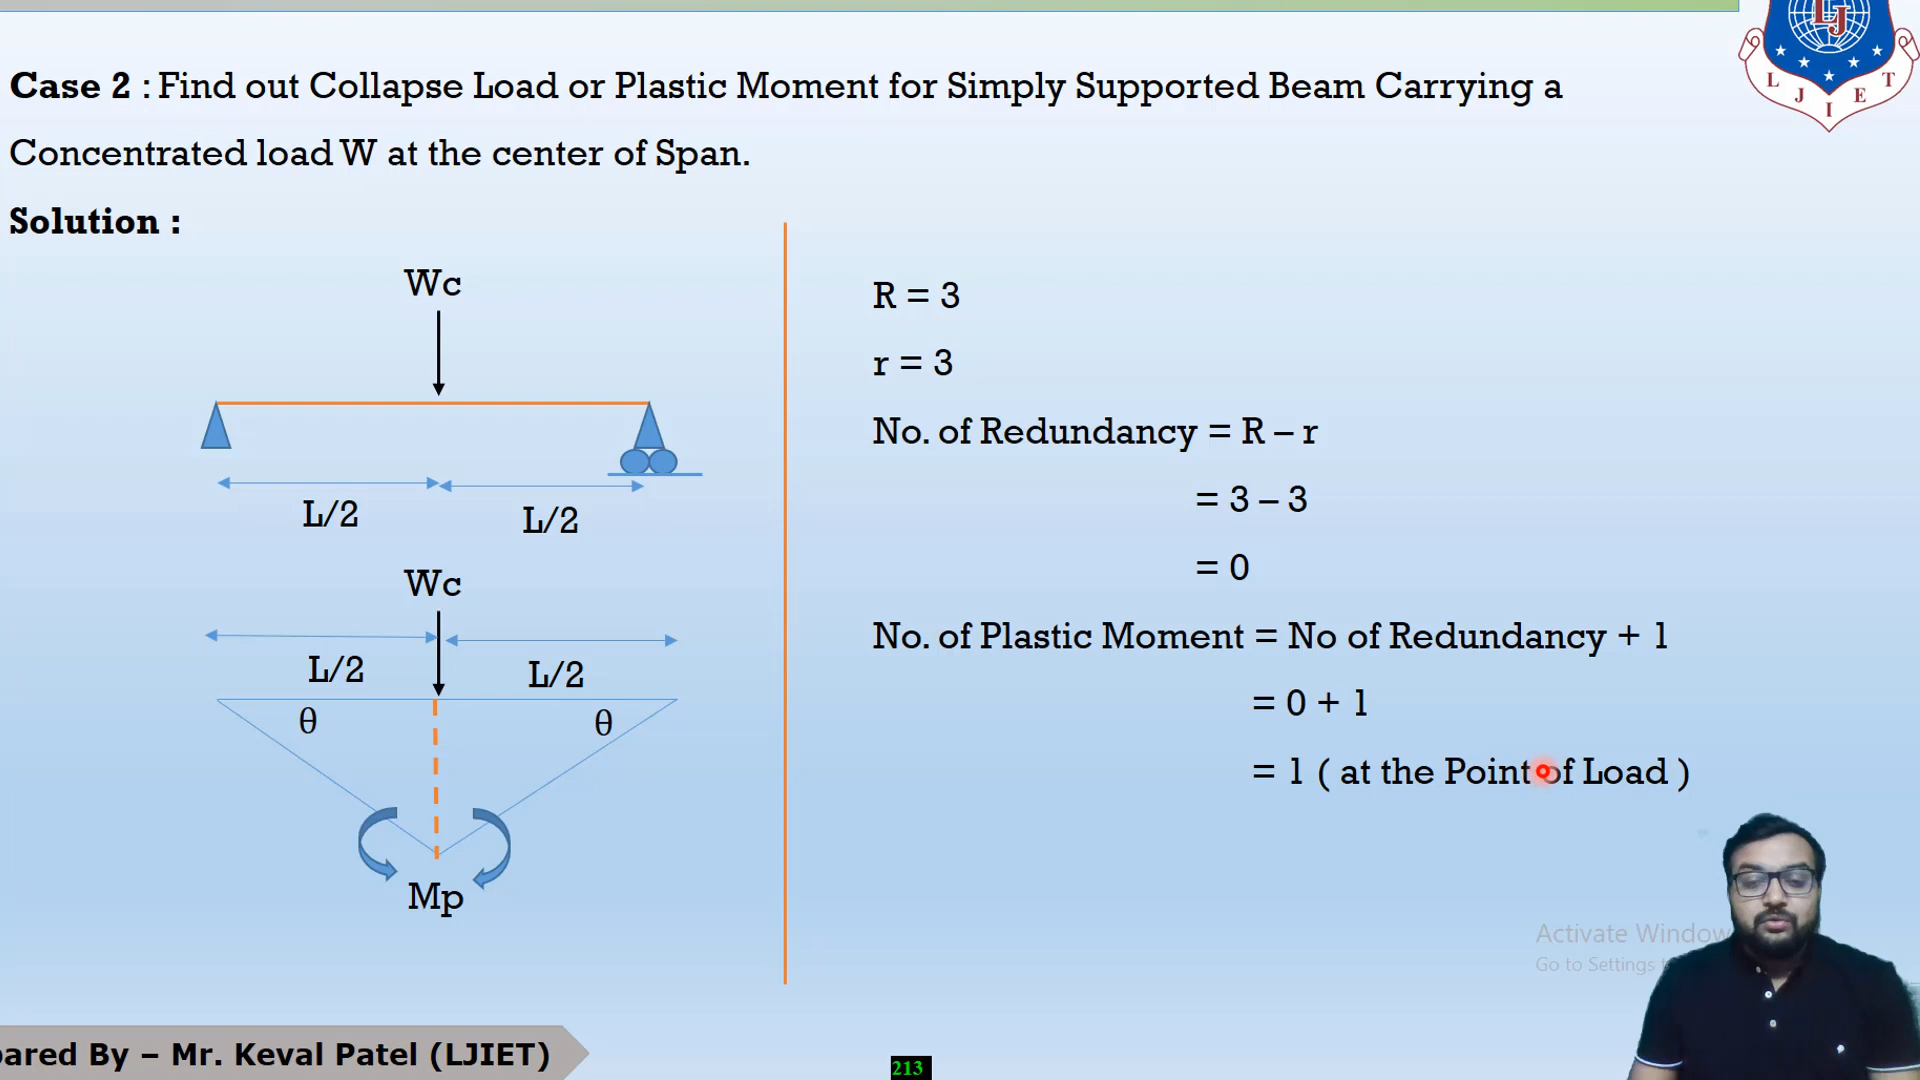 LJ
L J I E T
Case 2 : Find out Collapse Load or Plastic Moment for Simply Supported Beam Carrying a
Concentrated load W at the center of Span.
Solution :
Wc
L/2
L/2
Wc
L/2
L/2
θ
θ
Mp
R = 3
r = 3
No. of Redundancy = R – r
= 3 – 3
= 0
No. of Plastic Moment = No of Redundancy + 1
= 0 + 1
= 1 ( at the Point of Load )
Activate Window
Go to Settings
pared By – Mr. Keval Patel (LJIET)
213